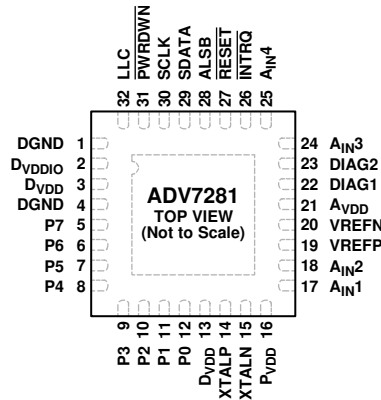 LLC
PWRDWN
SCLK
SDATA
ALSB
RESET
INTRQ
AIN4
32
31
30
29
28
27
26
25
DGND 1
DVDDIO 2
DVDD 3
DGND 4
P7 5
P6 6
P5 7
P4 8
ADV7281
TOP VIEW
(Not to Scale)
24 AIN3
23 DIAG2
22 DIAG1
21 AVDD
20 VREFN
19 VREFP
18 AIN2
17 AIN1
9
10
11
12
13
14
15
16
P3
P2
P1
P0
DVDD
XTALP
XTALN
PVDD